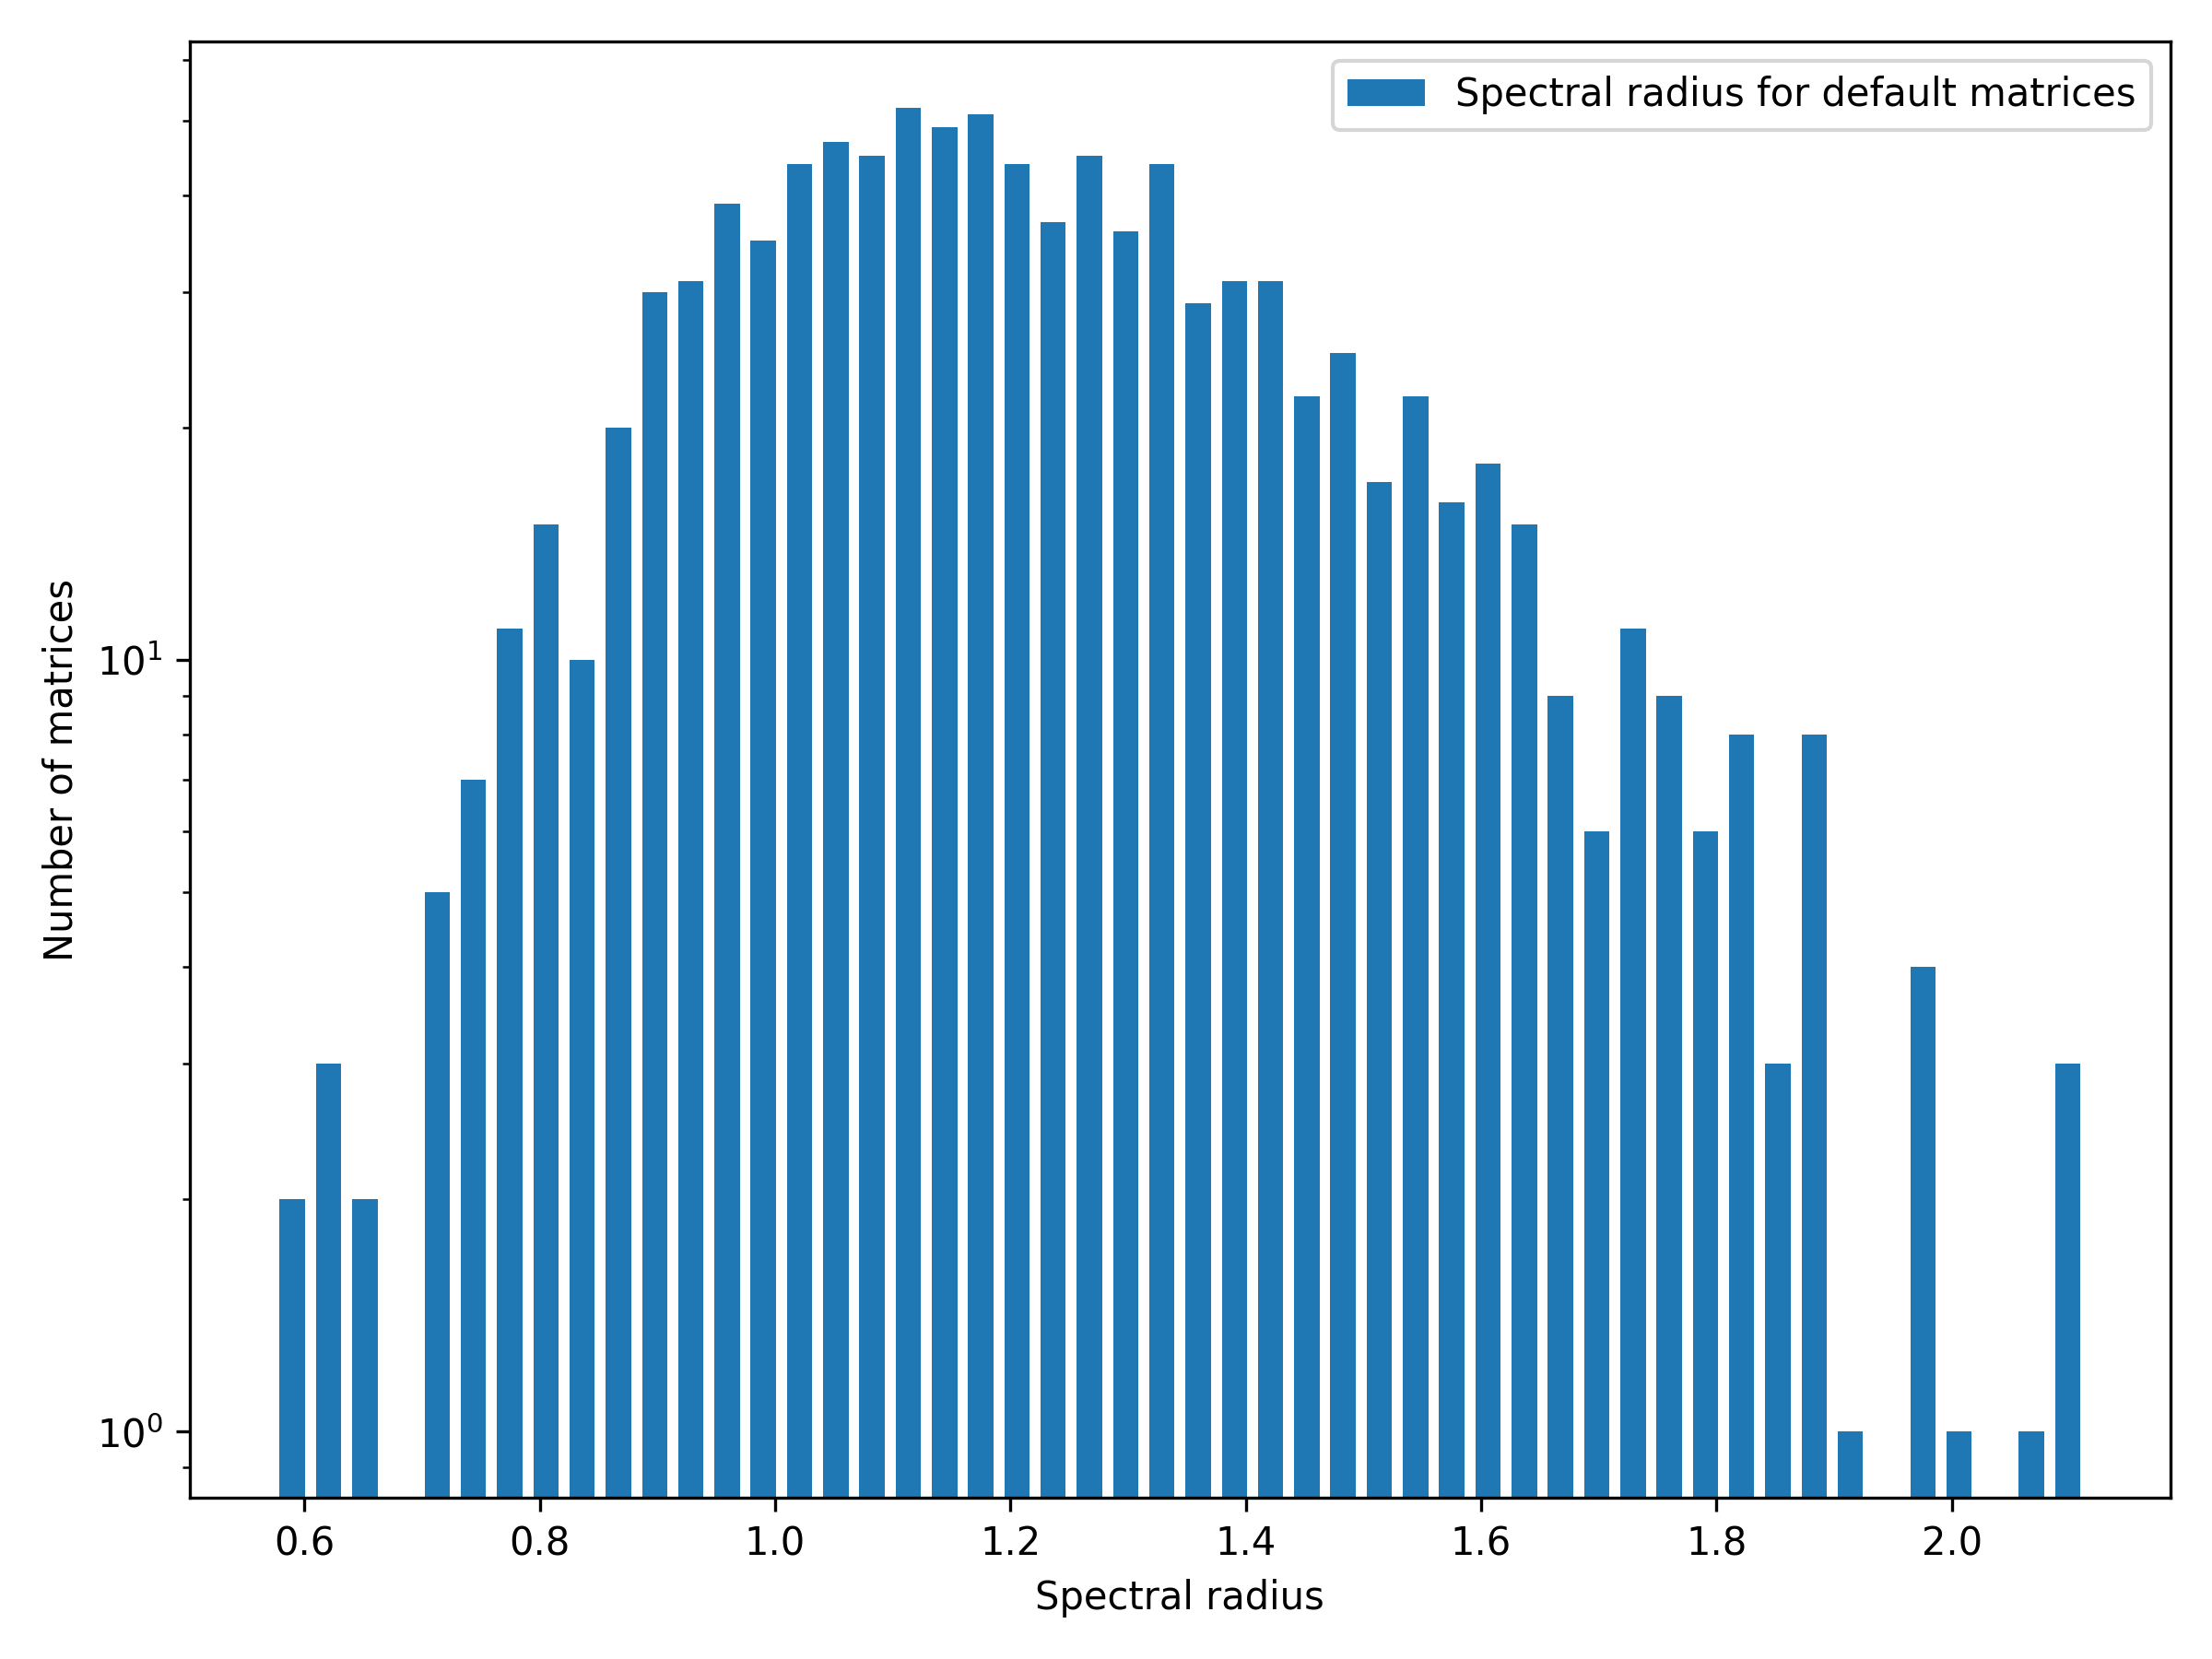 Spectral radius for default matrices
Number of matrices
10¹
10⁰
0.6 0.8 1.0 1.2 1.4 1.6 1.8 2.0
Spectral radius